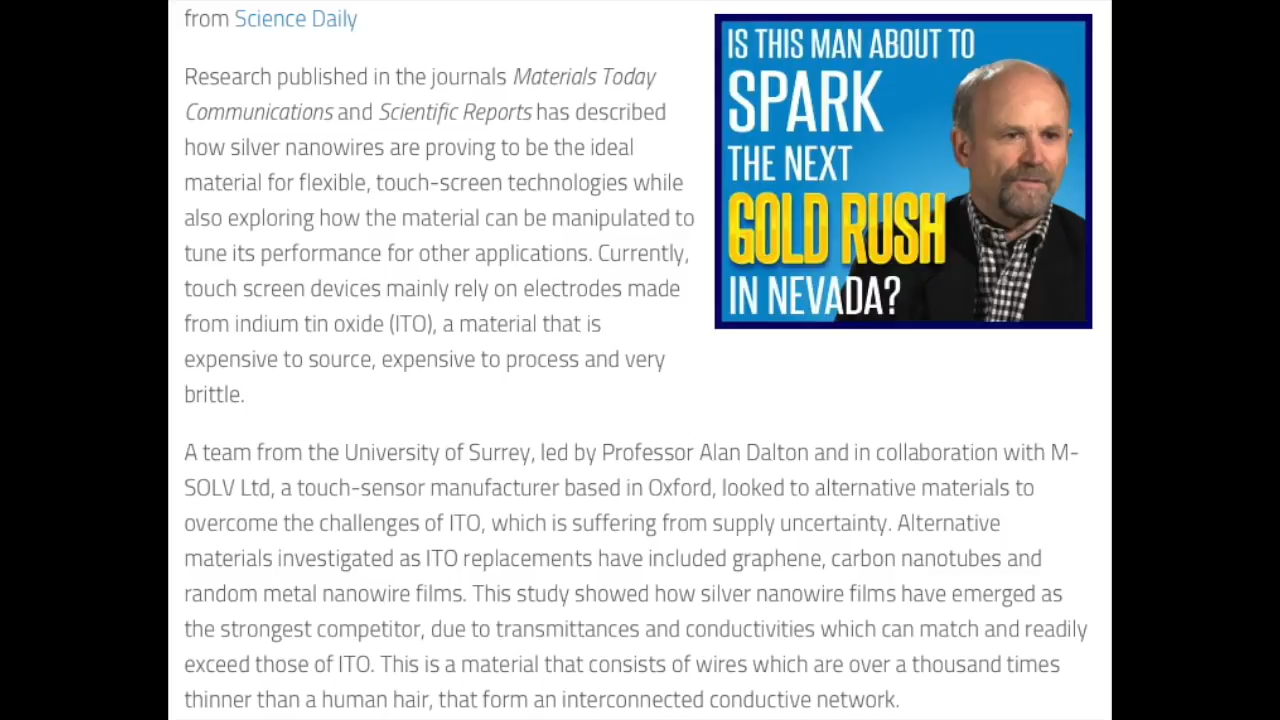 from Science Daily
Research published in the journals Materials Today
Communications and Scientific Reports has described
how silver nanowires are proving to be the ideal
material for flexible, touch-screen technologies while
also exploring how the material can be manipulated to
tune its performance for other applications. Currently,
touch screen devices mainly rely on electrodes made
from indium tin oxide (ITO), a material that is
expensive to source, expensive to process and very
brittle.
IS THIS MAN ABOUT TO
SPARK
THE NEXT
GOLD RUSH
IN NEVADA?
A team from the University of Surrey, led by Professor Alan Dalton and in collaboration with M-
SOLV Ltd, a touch-sensor manufacturer based in Oxford, looked to alternative materials to
overcome the challenges of ITO, which is suffering from supply uncertainty. Alternative
materials investigated as ITO replacements have included graphene, carbon nanotubes and
random metal nanowire films. This study showed how silver nanowire films have emerged as
the strongest competitor, due to transmittances and conductivities which can match and readily
exceed those of ITO. This is a material that consists of wires which are over a thousand times
thinner than a human hair, that form an interconnected conductive network.